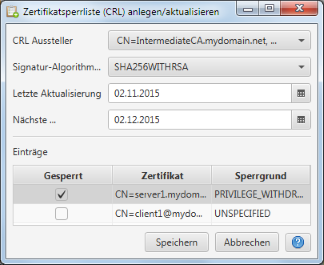 Zertifikatsperrliste (CRL) anlegen/aktualisieren
CRL Aussteller CN=IntermediateCA.mydomain.net, ...
Signatur-Algorithm... SHA256WITHRSA
Letzte Aktualisierung 02.11.2015
Nächste ... 02.12.2015
Einträge
Gesperrt Zertifikat Sperrgrund
CN=server1.mydom... PRIVILEGE_WITHDR...
CN=client1@mydo... UNSPECIFIED
Speichern Abbrechen ?